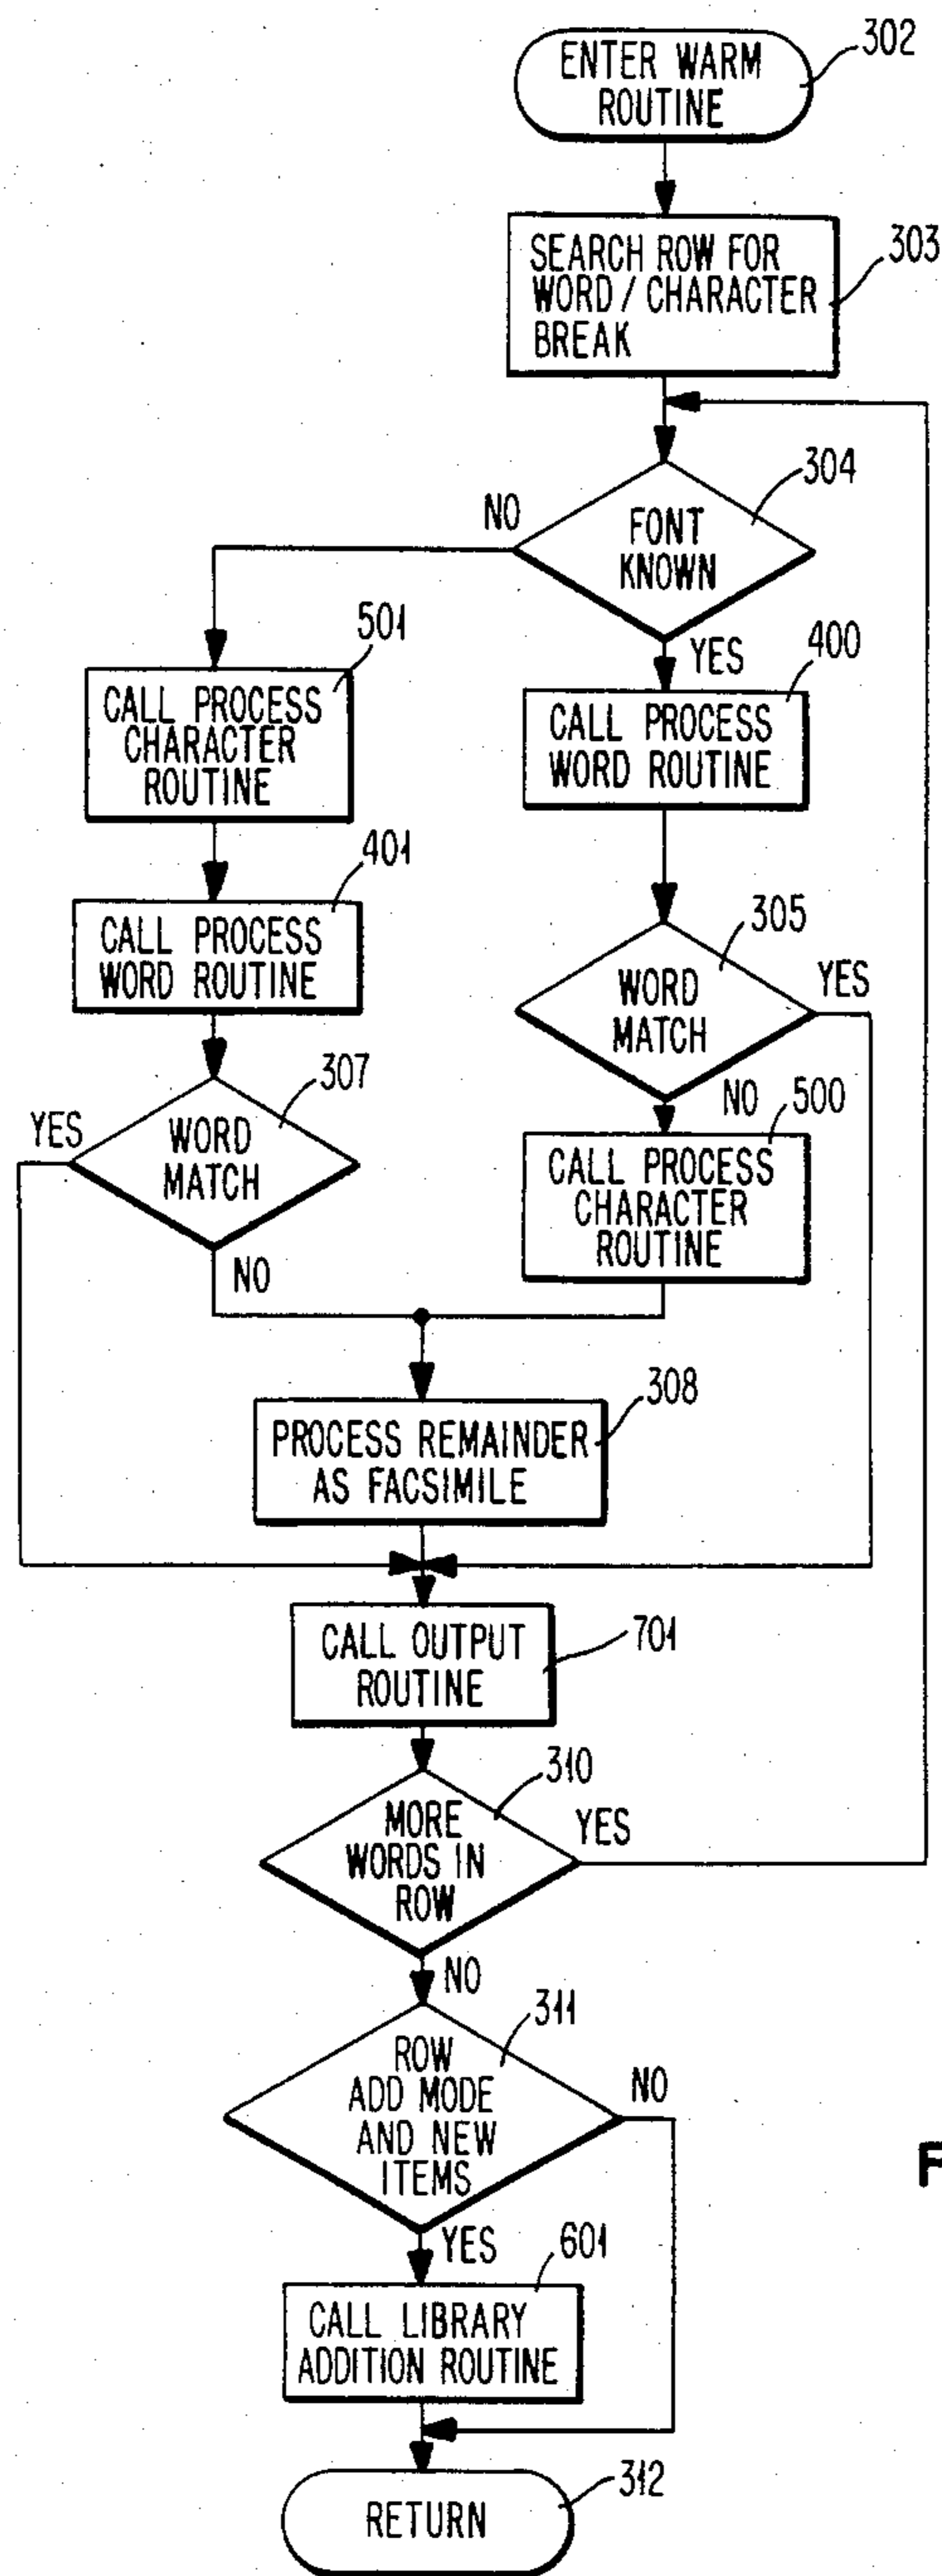 ENTER WARM
ROUTINE
302
SEARCH ROW FOR
WORD / CHARACTER
BREAK
303
304
NO
FONT
KNOWN
YES
501
CALL PROCESS
CHARACTER
ROUTINE
400
CALL PROCESS
WORD ROUTINE
401
CALL PROCESS
WORD ROUTINE
305
WORD
MATCH
YES
NO
307
YES
WORD
MATCH
NO
500
CALL PROCESS
CHARACTER
ROUTINE
308
PROCESS REMAINDER
AS FACSIMILE
CALL OUTPUT
ROUTINE
701
310
MORE
WORDS IN
ROW
YES
NO
311
ROW
ADD MODE
AND NEW
ITEMS
NO
YES
601
CALL LIBRARY
ADDITION ROUTINE
312
RETURN
F